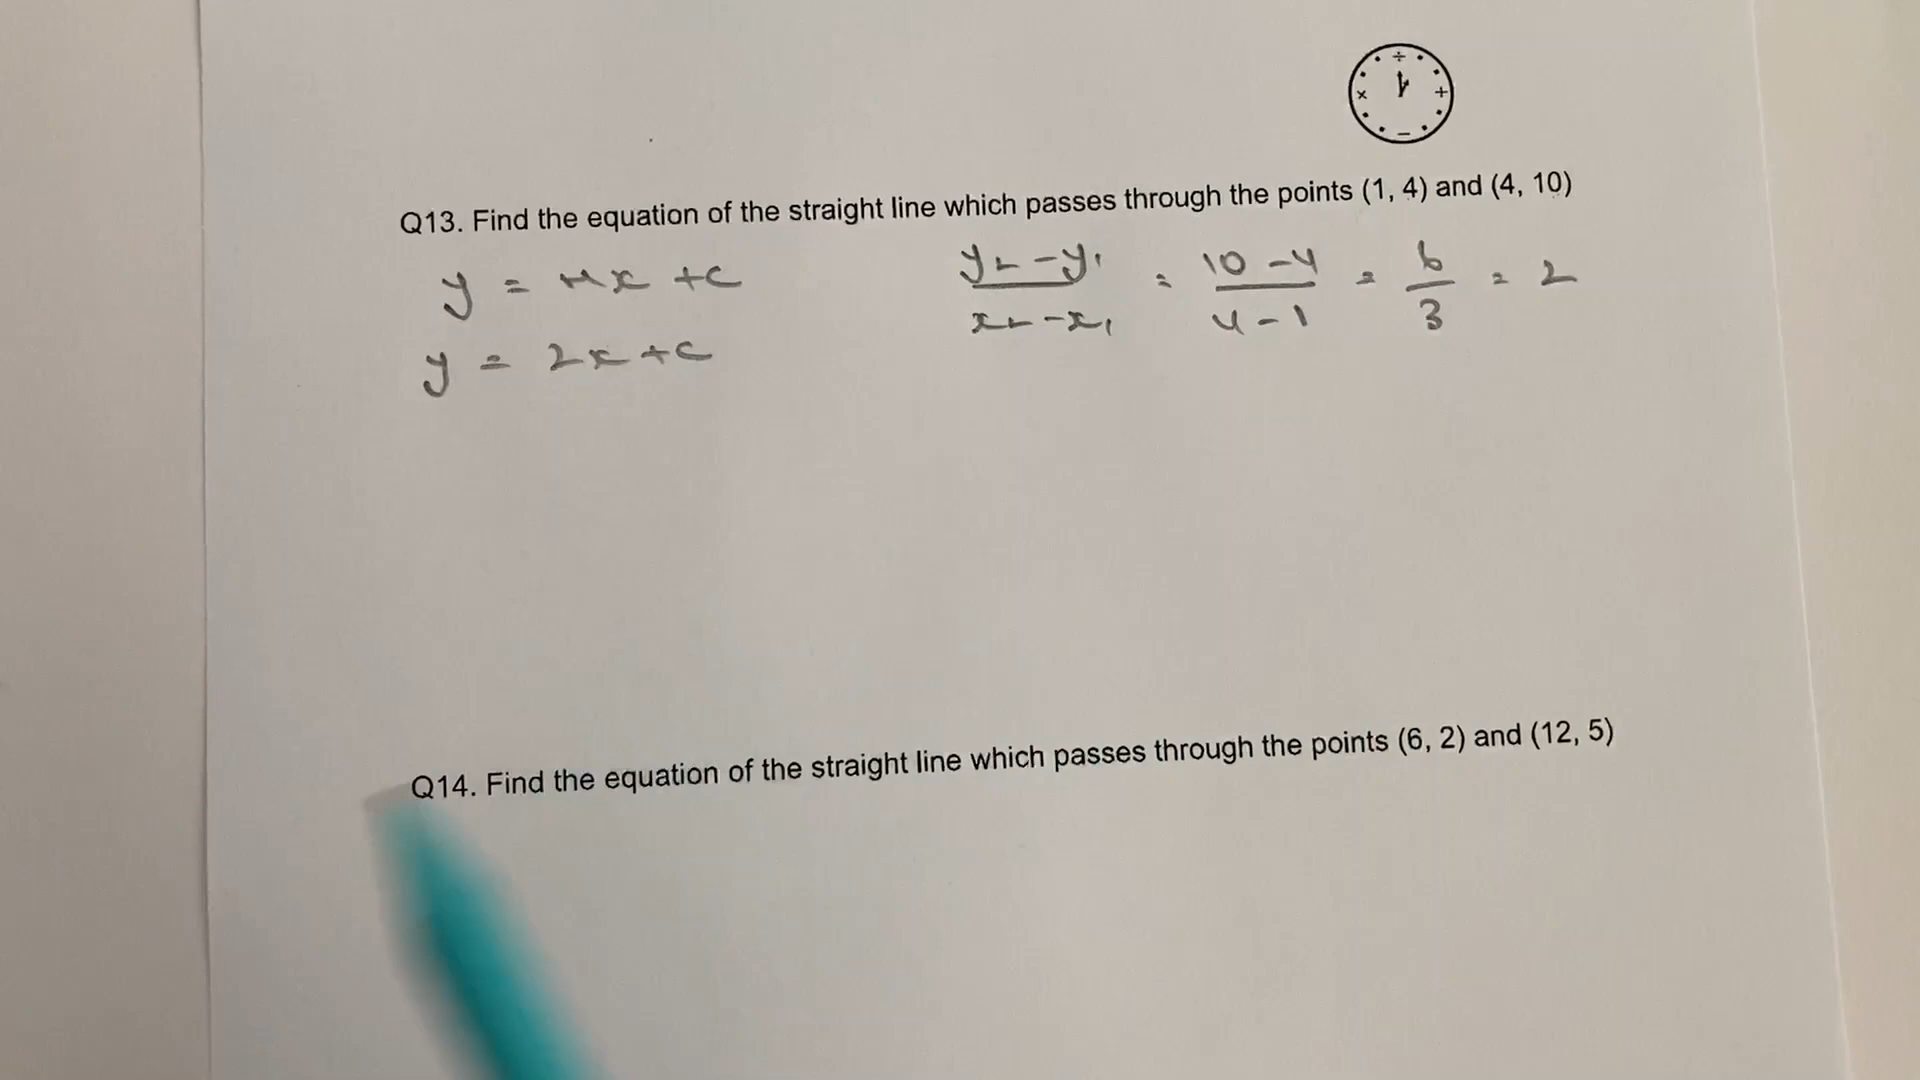 Q13. Find the equation of the straight line which passes through the points (1, 4) and (4, 10)
y = mx + c
(y₂ - y₁)/(x₂ - x₁) = (10 - 4)/(4 - 1) = 6/3 = 2
y = 2x + c
Q14. Find the equation of the straight line which passes through the points (6, 2) and (12, 5)